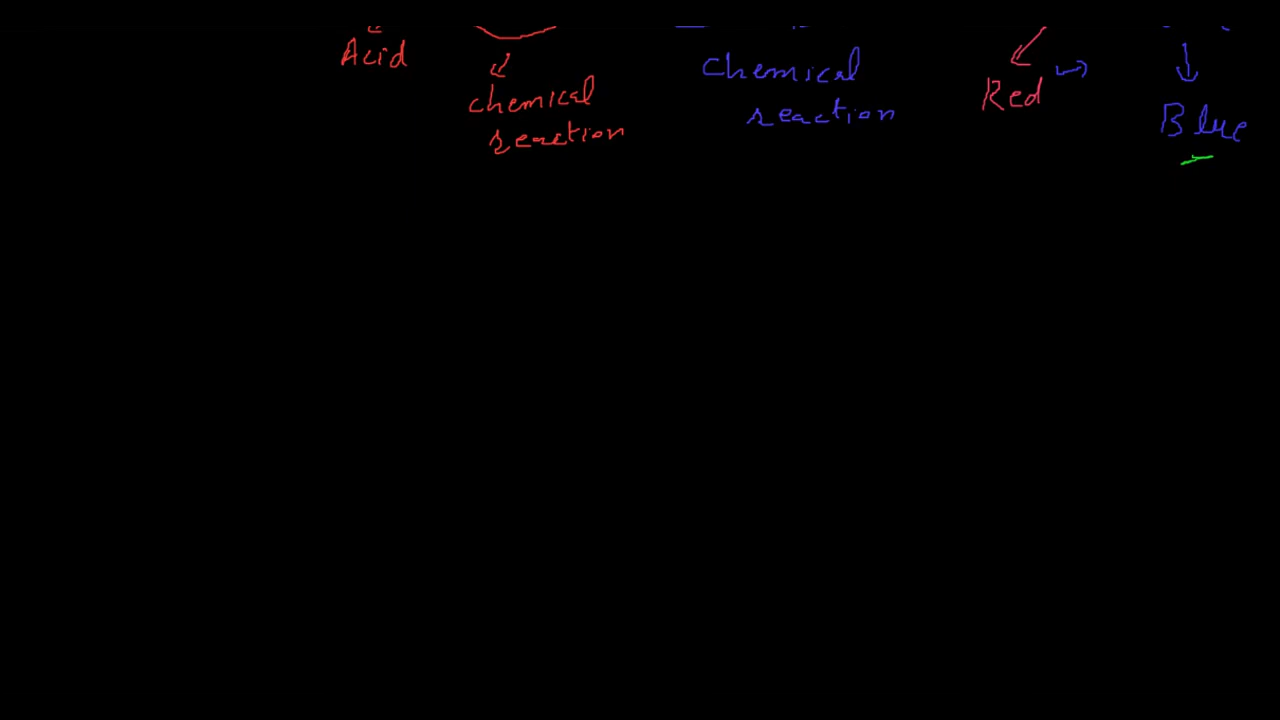 Acid
chemical
reaction
Chemical
reaction
Red
Blue